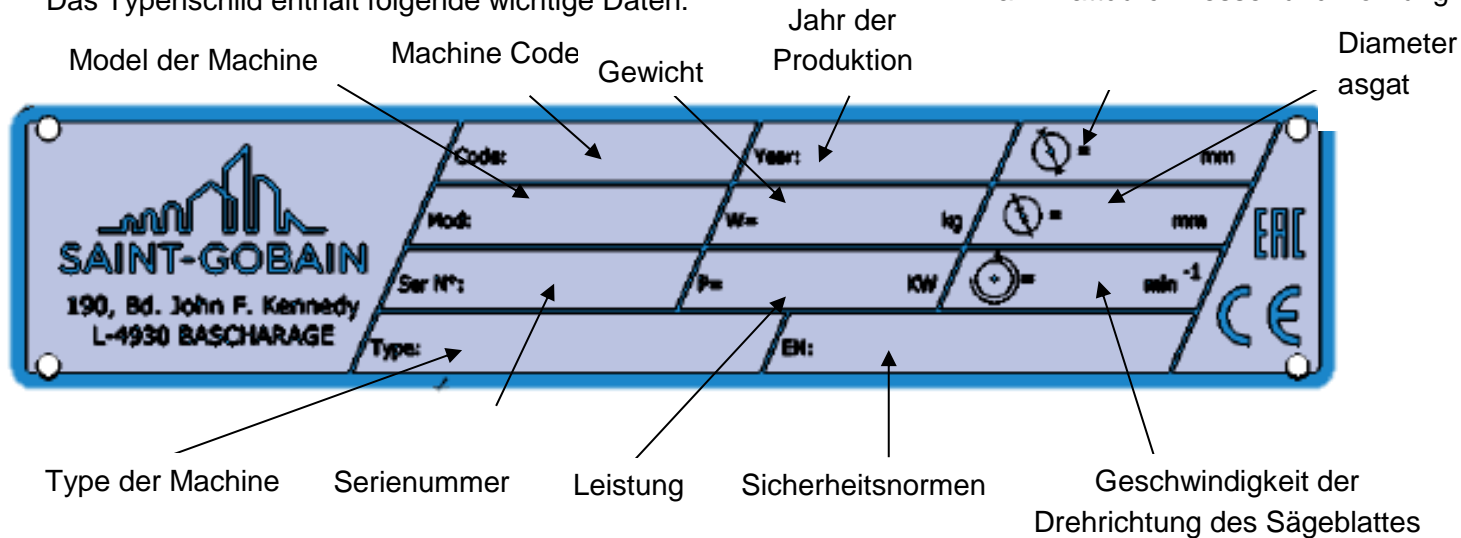 Das Typenschild enthält folgende wichtige Daten:
Jahr der
Produktion
Diameter
asgat
Model der Machine
Machine Code
Gewicht
Code:
Year:
= mm
Mod:
W= kg
= mm
SAINT-GOBAIN
Ser N°:
P= KW
= min -1
190, Bd. John F. Kennedy
L-4930 BASCHARAGE
Type:
EN:
EAC
CE
Type der Machine
Serienummer
Leistung
Sicherheitsnormen
Geschwindigkeit der
Drehrichtung des Sägeblattes